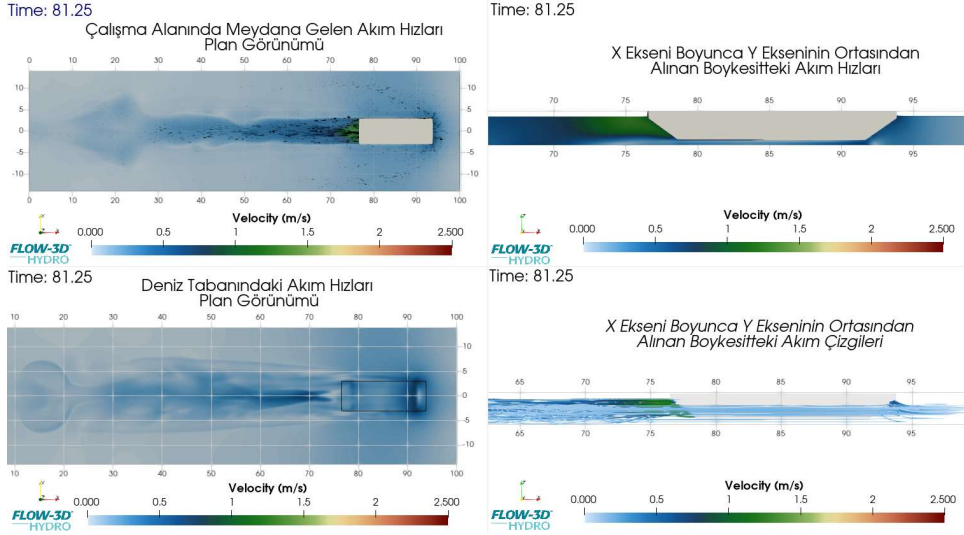 Time: 81.25
Çalışma Alanında Meydana Gelen Akım Hızları
Plan Görünümü
0 10 20 30 40 50 60 70 80 90 100
10 10
5 5
0 0
-5 -5
-10 -10
0 10 20 30 40 50 60 70 80 90 100
Velocity (m/s)
0.000 0.5 1 1.5 2 2.500
FLOW-3D
HYDRO
Time: 81.25
X Ekseni Boyunca Y Ekseninin Ortasından
Alınan Boykesitteki Akım Hızları
70 75 80 85 90 95
70 75 80 85 90 95
Velocity (m/s)
0.000 0.5 1 1.5 2 2.500
FLOW-3D
HYDRO
Time: 81.25
Deniz Tabanındaki Akım Hızları
Plan Görünümü
10 20 30 40 50 60 70 80 90 100
10
5 5
0 0
-5 -5
-10 -10
10 20 30 40 50 60 70 80 90 100
Velocity (m/s)
0.000 0.5 1 1.5 2 2.500
FLOW-3D
HYDRO
Time: 81.25
X Ekseni Boyunca Y Ekseninin Ortasından
Alınan Boykesitteki Akım Çizgileri
65 70 75 80 85 90 95
65 70 75 80 85 90 95
Velocity (m/s)
0.000 0.5 1 1.5 2 2.500
FLOW-3D
HYDRO